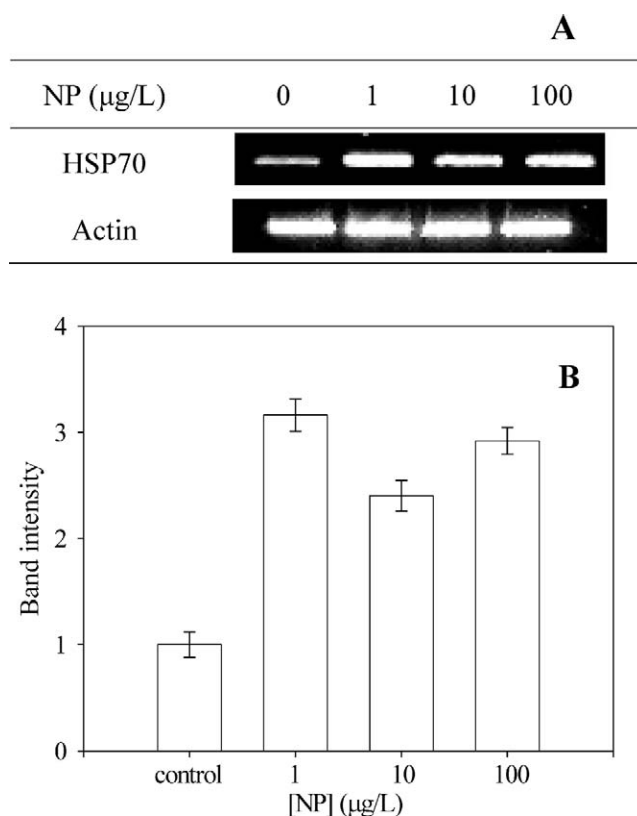 A
NP (μg/L) 0 1 10 100
HSP70
Actin
4
3
2
1
0
Band intensity
B
control 1 10 100
[NP] (μg/L)